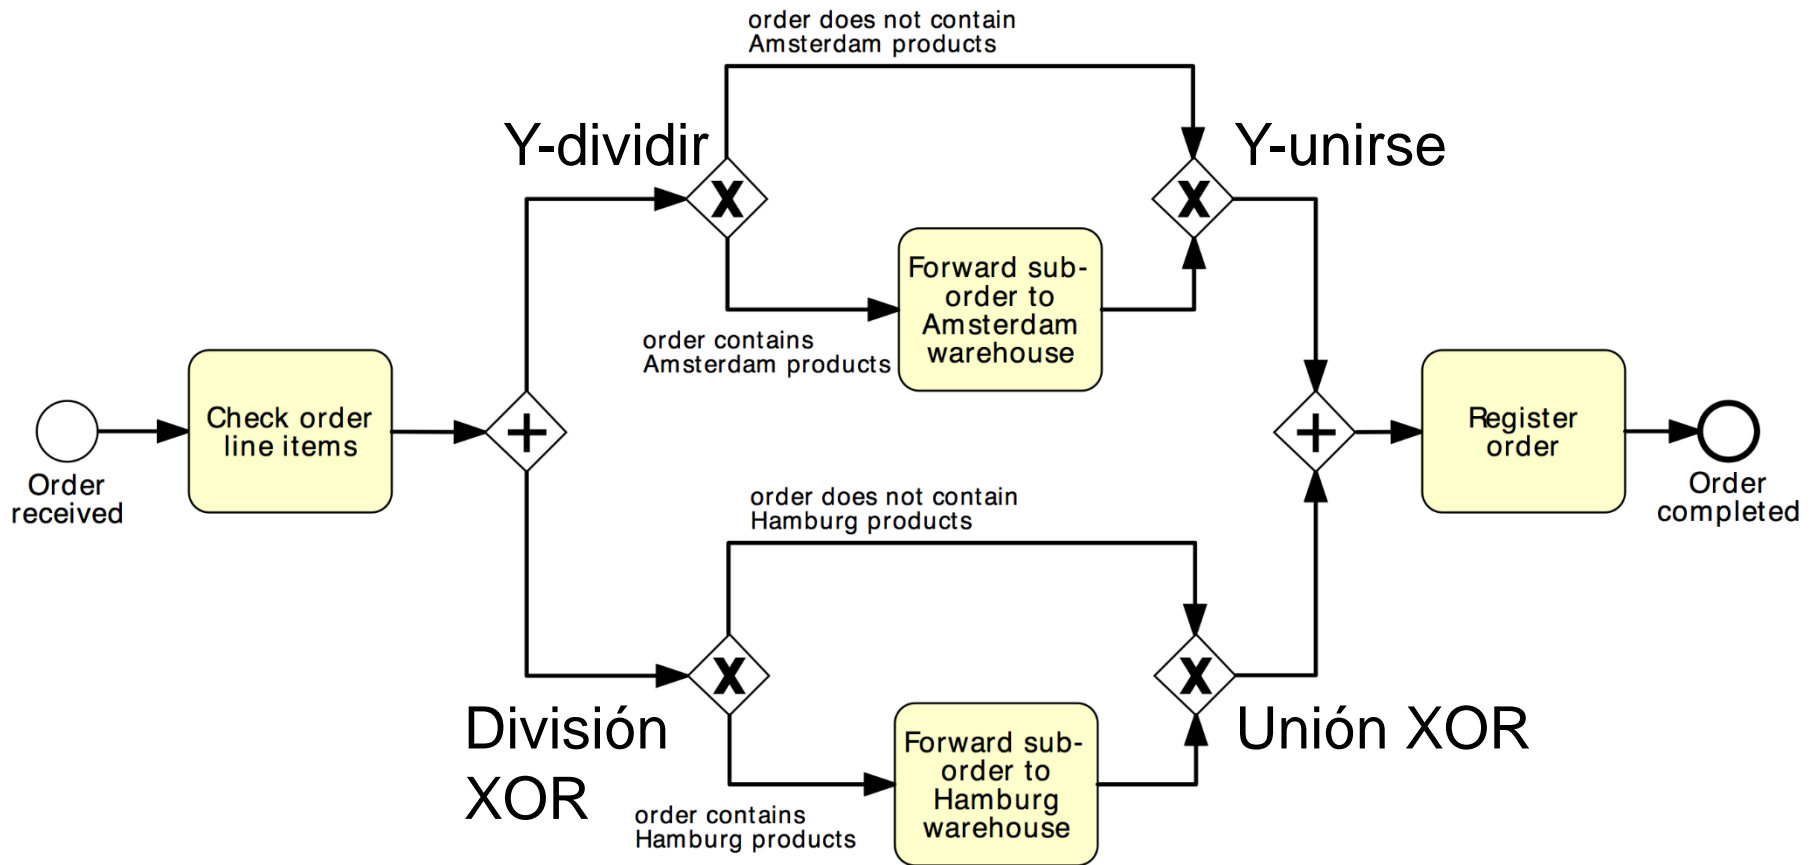 order does not contain
Amsterdam products
Y-dividir
Y-unirse
X
X
Forward sub-
order to
Amsterdam
warehouse
order contains
Amsterdam products
Order
received
Check order
line items
+
+
Register
order
Order
completed
order does not contain
Hamburg products
X
X
División
XOR
Unión XOR
Forward sub-
order to
Hamburg
warehouse
order contains
Hamburg products